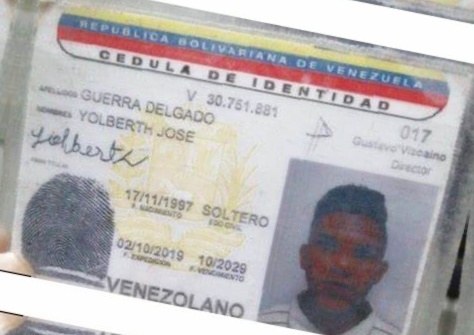 REPUBLICA BOLIVARIANA DE VENEZUELA
CEDULA DE IDENTIDAD
V 30.751.881
APELLIDOS GUERRA DELGADO
NOMBRES YOLBERTH JOSE
017
Gustavo Vizcaino
Director
yolberth
FIRMA TITULAR
17/11/1997 SOLTERO
F. NACIMIENTO EDO CIVIL
02/10/2019 10/2029
F. EXPEDICION F. VENCIMIENTO
VENEZOLANO